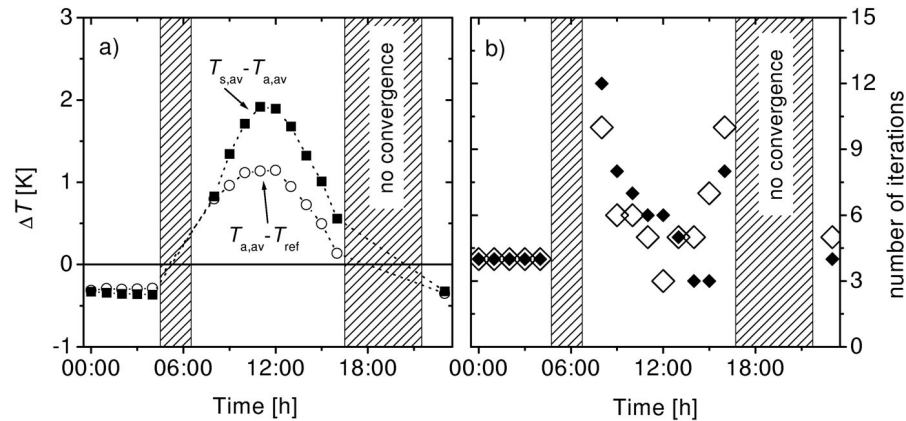 a)
T_s,av-T_a,av
T_a,av-T_ref
no convergence
ΔT [K]
3
2
1
0
-1
00:00 06:00 12:00 18:00
Time [h]
b)
no convergence
15
12
9
6
3
0
number of iterations
00:00 06:00 12:00 18:00
Time [h]